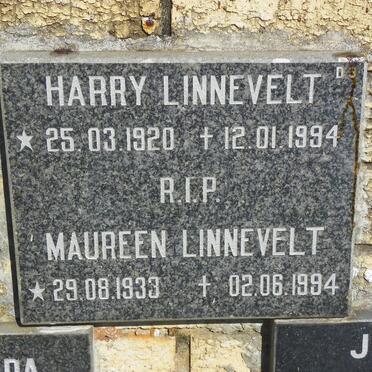 HARRY LINNEVELT
★ 25.03.1920 ✝ 12.01.1994
R.I.P.
MAUREEN LINNEVELT
★ 29.08.1933 ✝ 02.06.1994